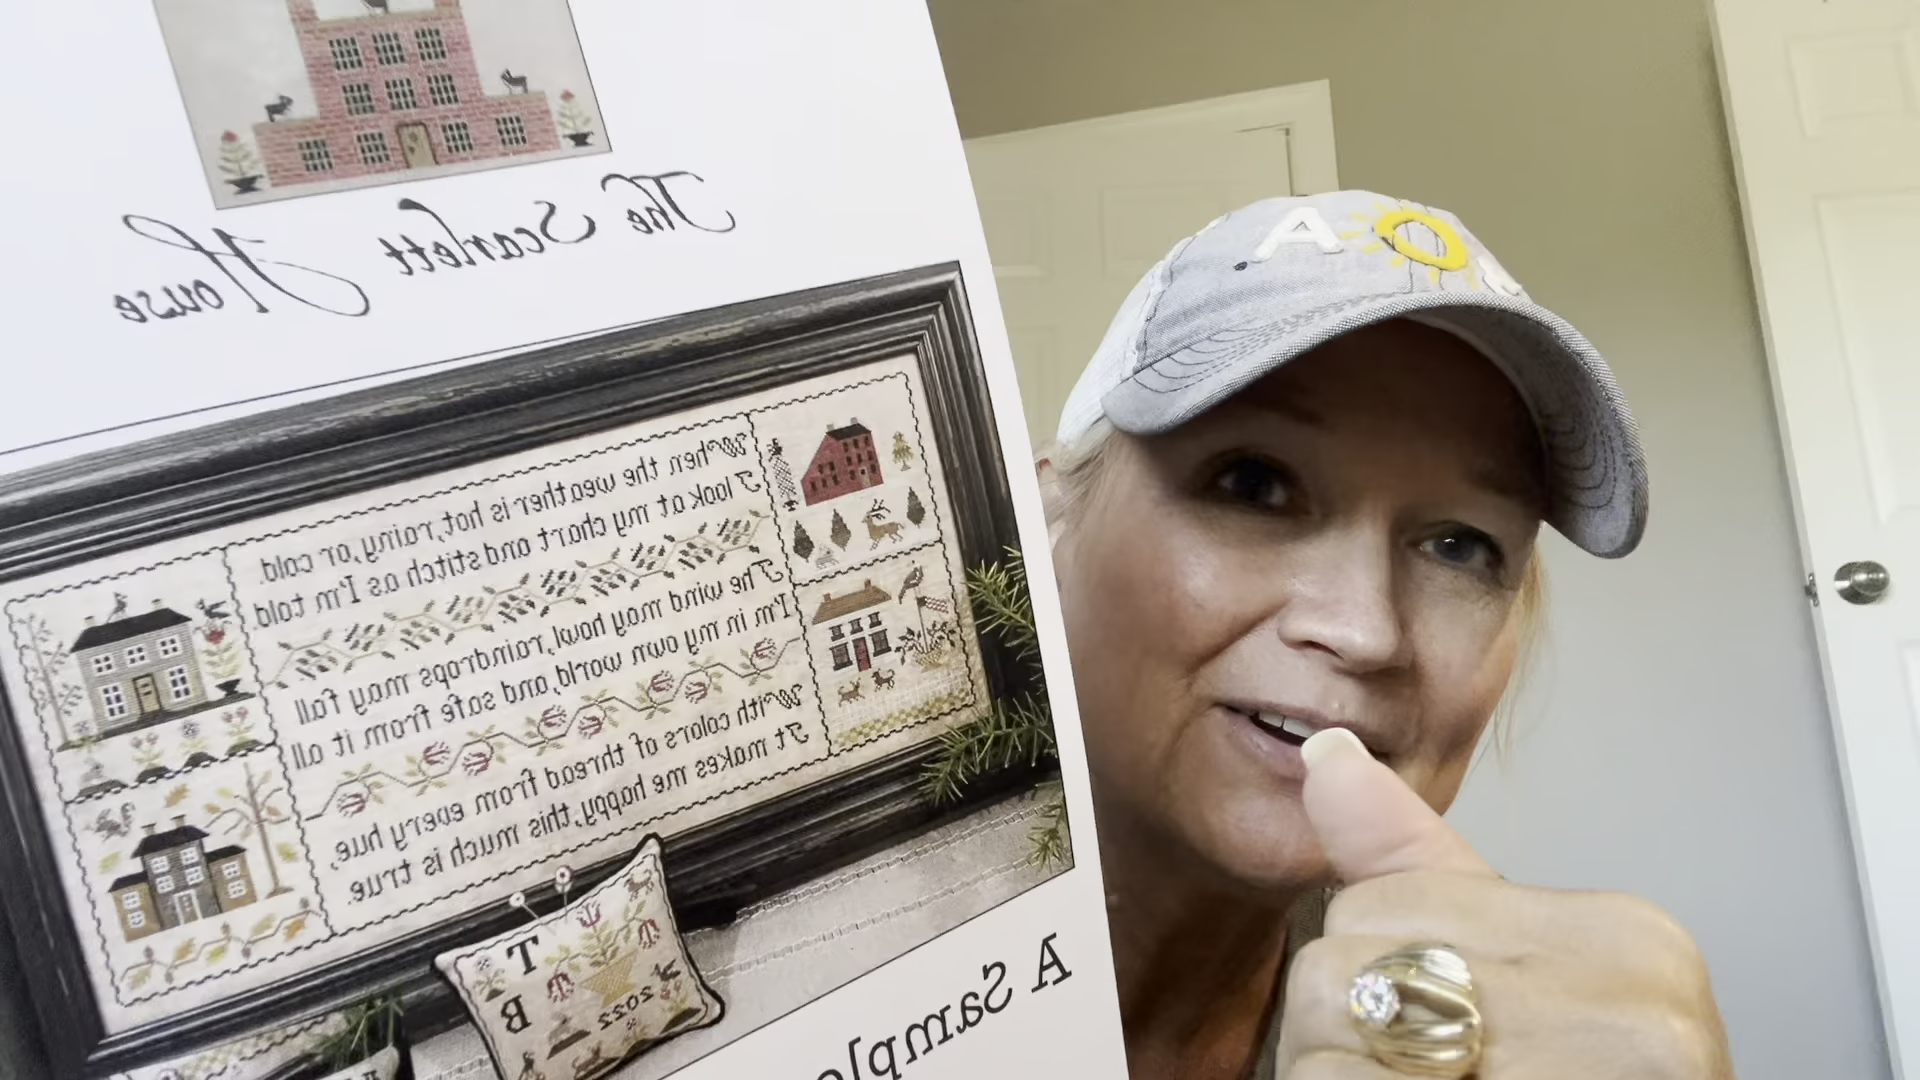 A
The Scarlett House
When the weather is hot, rainy, or cold.
I look at my chart and stitch as I'm told
The wind may howl, raindrops may fall
I'm in my own world, and safe from it all
With colors of thread from every hue,
It makes me happy, this much is true.
T B
2022
A